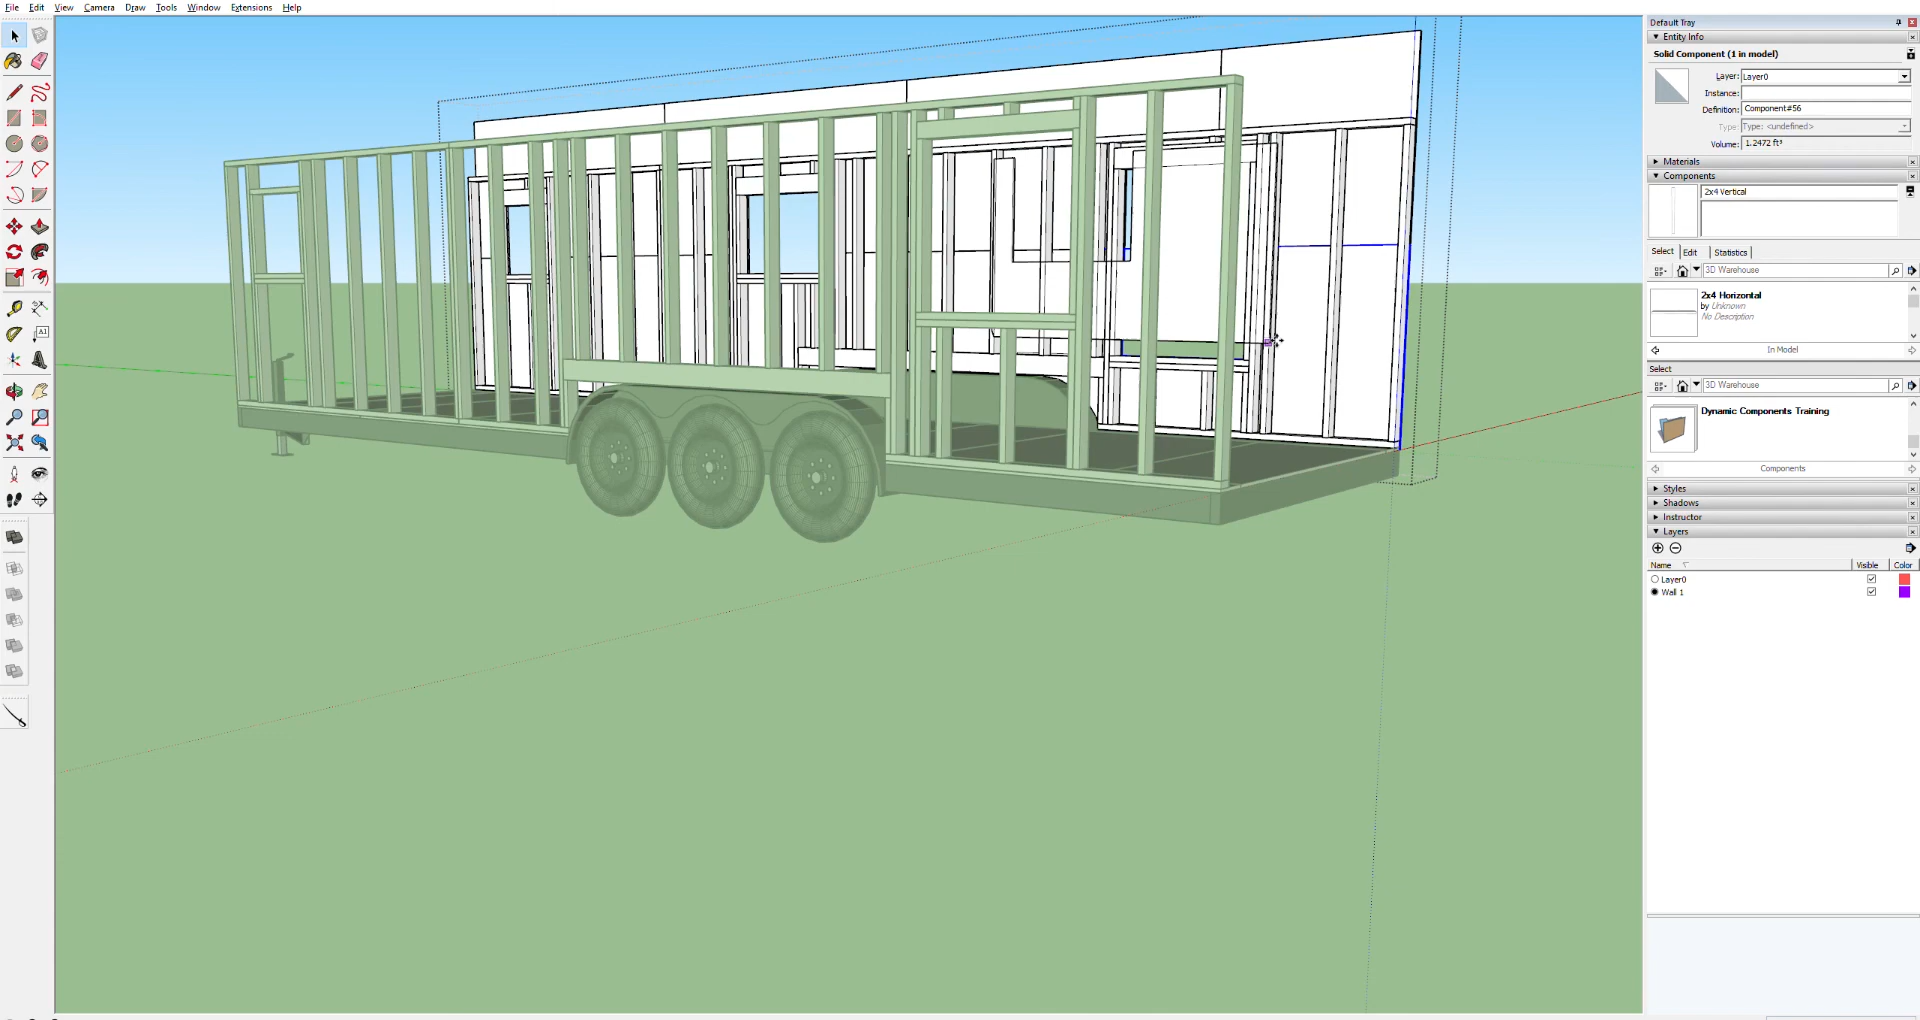 File Edit View Camera Draw Tools Window Extensions Help
Default Tray
Entity Info
Solid Component (1 in model)
Layer: Layer0
Instance:
Definition: Component#56
Type: Type: <undefined>
Volume: 1.2472 ft³
Materials
Components
2x4 Vertical
Select Edit Statistics
3D Warehouse
2x4 Horizontal
by Unknown
No Description
In Model
Select
3D Warehouse
Dynamic Components Training
Components
Styles
Shadows
Instructor
Layers
Name Visible Color
Layer0
Wall 1